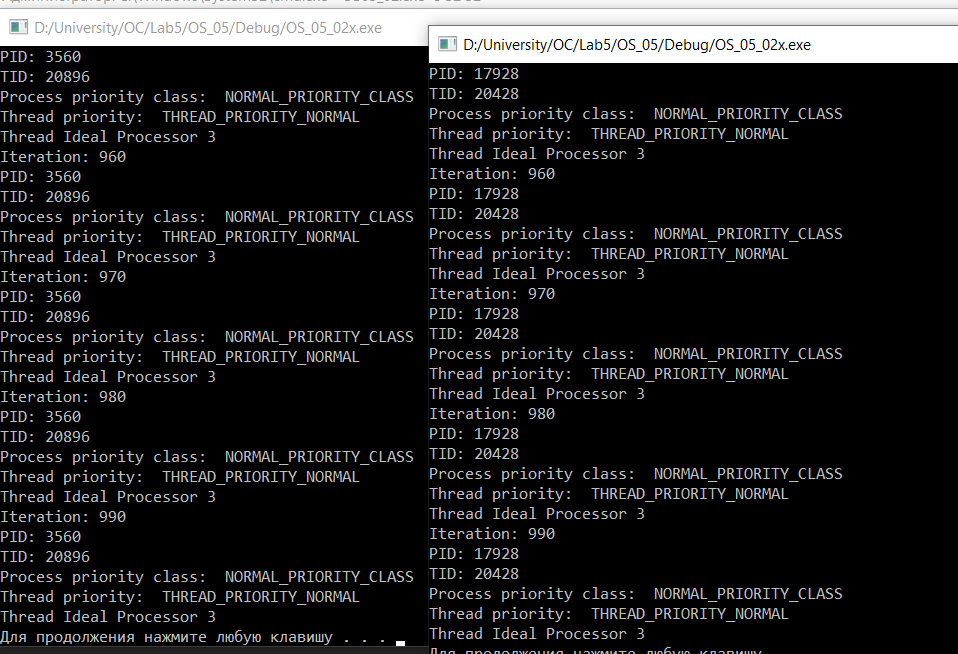 D:/University/OC/Lab5/OS_05/Debug/OS_05_02x.exe
PID: 3560
TID: 20896
Process priority class:  NORMAL_PRIORITY_CLASS
Thread priority:  THREAD_PRIORITY_NORMAL
Thread Ideal Processor 3
Iteration: 960
PID: 3560
TID: 20896
Process priority class:  NORMAL_PRIORITY_CLASS
Thread priority:  THREAD_PRIORITY_NORMAL
Thread Ideal Processor 3
Iteration: 970
PID: 3560
TID: 20896
Process priority class:  NORMAL_PRIORITY_CLASS
Thread priority:  THREAD_PRIORITY_NORMAL
Thread Ideal Processor 3
Iteration: 980
PID: 3560
TID: 20896
Process priority class:  NORMAL_PRIORITY_CLASS
Thread priority:  THREAD_PRIORITY_NORMAL
Thread Ideal Processor 3
Iteration: 990
PID: 3560
TID: 20896
Process priority class:  NORMAL_PRIORITY_CLASS
Thread priority:  THREAD_PRIORITY_NORMAL
Thread Ideal Processor 3
Для продолжения нажмите любую клавишу . . .
D:/University/OC/Lab5/OS_05/Debug/OS_05_02x.exe
PID: 17928
TID: 20428
Process priority class:  NORMAL_PRIORITY_CLASS
Thread priority:  THREAD_PRIORITY_NORMAL
Thread Ideal Processor 3
Iteration: 960
PID: 17928
TID: 20428
Process priority class:  NORMAL_PRIORITY_CLASS
Thread priority:  THREAD_PRIORITY_NORMAL
Thread Ideal Processor 3
Iteration: 970
PID: 17928
TID: 20428
Process priority class:  NORMAL_PRIORITY_CLASS
Thread priority:  THREAD_PRIORITY_NORMAL
Thread Ideal Processor 3
Iteration: 980
PID: 17928
TID: 20428
Process priority class:  NORMAL_PRIORITY_CLASS
Thread priority:  THREAD_PRIORITY_NORMAL
Thread Ideal Processor 3
Iteration: 990
PID: 17928
TID: 20428
Process priority class:  NORMAL_PRIORITY_CLASS
Thread priority:  THREAD_PRIORITY_NORMAL
Thread Ideal Processor 3
Для продолжения нажмите любую клавишу